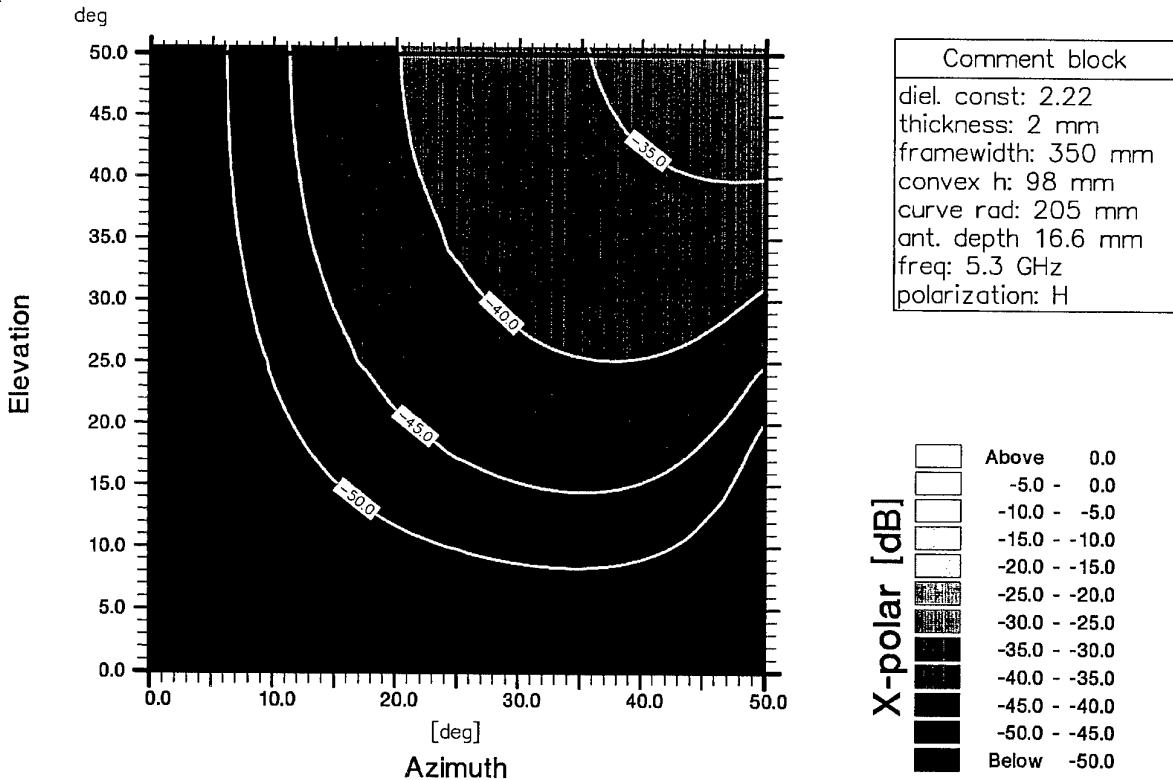 deg
50.0
45.0
40.0
35.0
30.0
25.0
20.0
15.0
10.0
5.0
0.0
Elevation
0.0 10.0 20.0 30.0 40.0 50.0
[deg]
Azimuth
-35.0
-40.0
-45.0
-50.0
Comment block
diel. const: 2.22
thickness: 2 mm
framewidth: 350 mm
convex h: 98 mm
curve rad: 205 mm
ant. depth 16.6 mm
freq: 5.3 GHz
polarization: H
X-polar [dB]
Above 0.0
-5.0 - 0.0
-10.0 - -5.0
-15.0 - -10.0
-20.0 - -15.0
-25.0 - -20.0
-30.0 - -25.0
-35.0 - -30.0
-40.0 - -35.0
-45.0 - -40.0
-50.0 - -45.0
Below -50.0